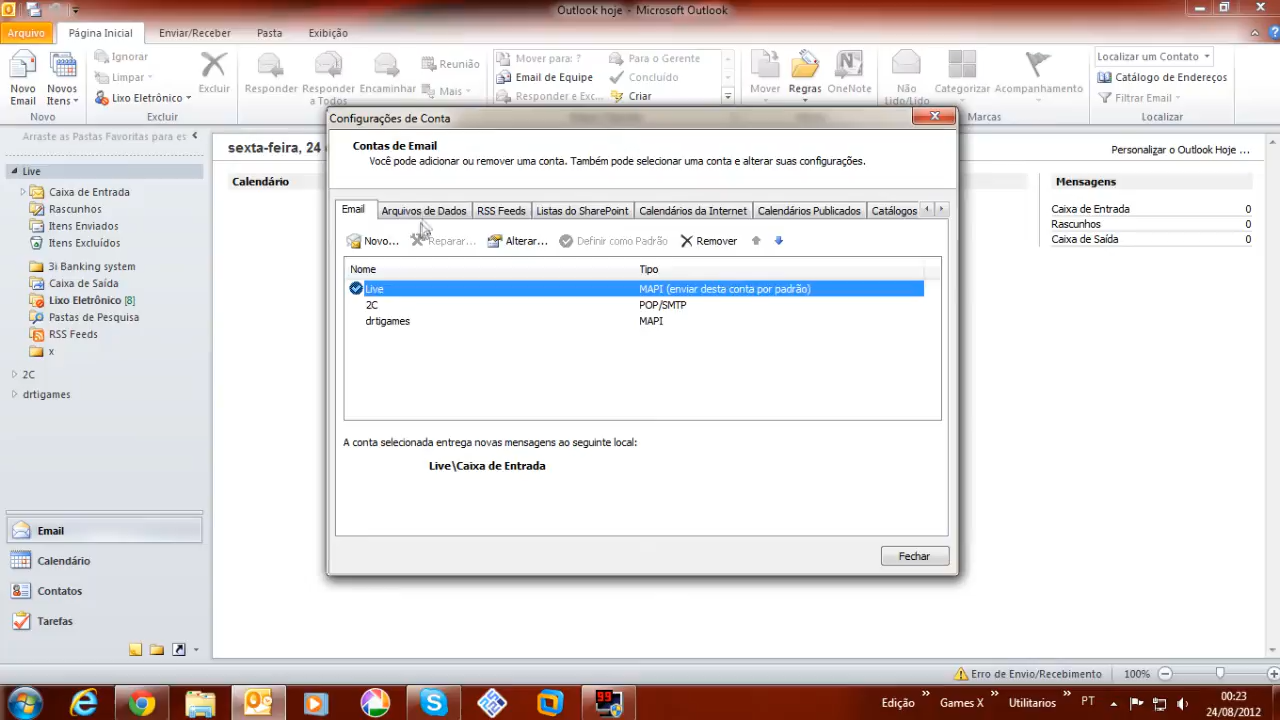 Outlook hoje - Microsoft Outlook
Arquivo
Página Inicial
Enviar/Receber
Pasta
Exibição
Novo Email
Novos Itens
Novo
Ignorar
Limpar
Lixo Eletrônico
Excluir
Excluir
Responder
Responder a Todos
Encaminhar
Reunião
Mais
Mover para: ?
Email de Equipe
Responder e Exc...
Para o Gerente
Concluído
Criar
Mover
Regras
OneNote
Não Lido/Lido
Categorizar
Acompanhamento
Marcas
Localizar um Contato
Catálogo de Endereços
Filtrar Email
Localizar
Arraste as Pastas Favoritas para es
Live
Caixa de Entrada
Rascunhos
Itens Enviados
Itens Excluídos
3i Banking system
Caixa de Saída
Lixo Eletrônico [8]
Pastas de Pesquisa
RSS Feeds
x
2C
drtigames
Email
Calendário
Contatos
Tarefas
sexta-feira, 24
Calendário
Personalizar o Outlook Hoje ...
Mensagens
Caixa de Entrada 0
Rascunhos 0
Caixa de Saída 0
Configurações de Conta
Contas de Email
Você pode adicionar ou remover uma conta. Também pode selecionar uma conta e alterar suas configurações.
Email
Arquivos de Dados
RSS Feeds
Listas do SharePoint
Calendários da Internet
Calendários Publicados
Catálogos
Novo...
Reparar...
Alterar...
Definir como Padrão
Remover
Nome Tipo
Live MAPI (enviar desta conta por padrão)
2C POP/SMTP
drtigames MAPI
A conta selecionada entrega novas mensagens ao seguinte local:
Live\Caixa de Entrada
Fechar
Erro de Envio/Recebimento
100%
Edição
Games X
Utilitarios
PT
00:23
24/08/2012
99